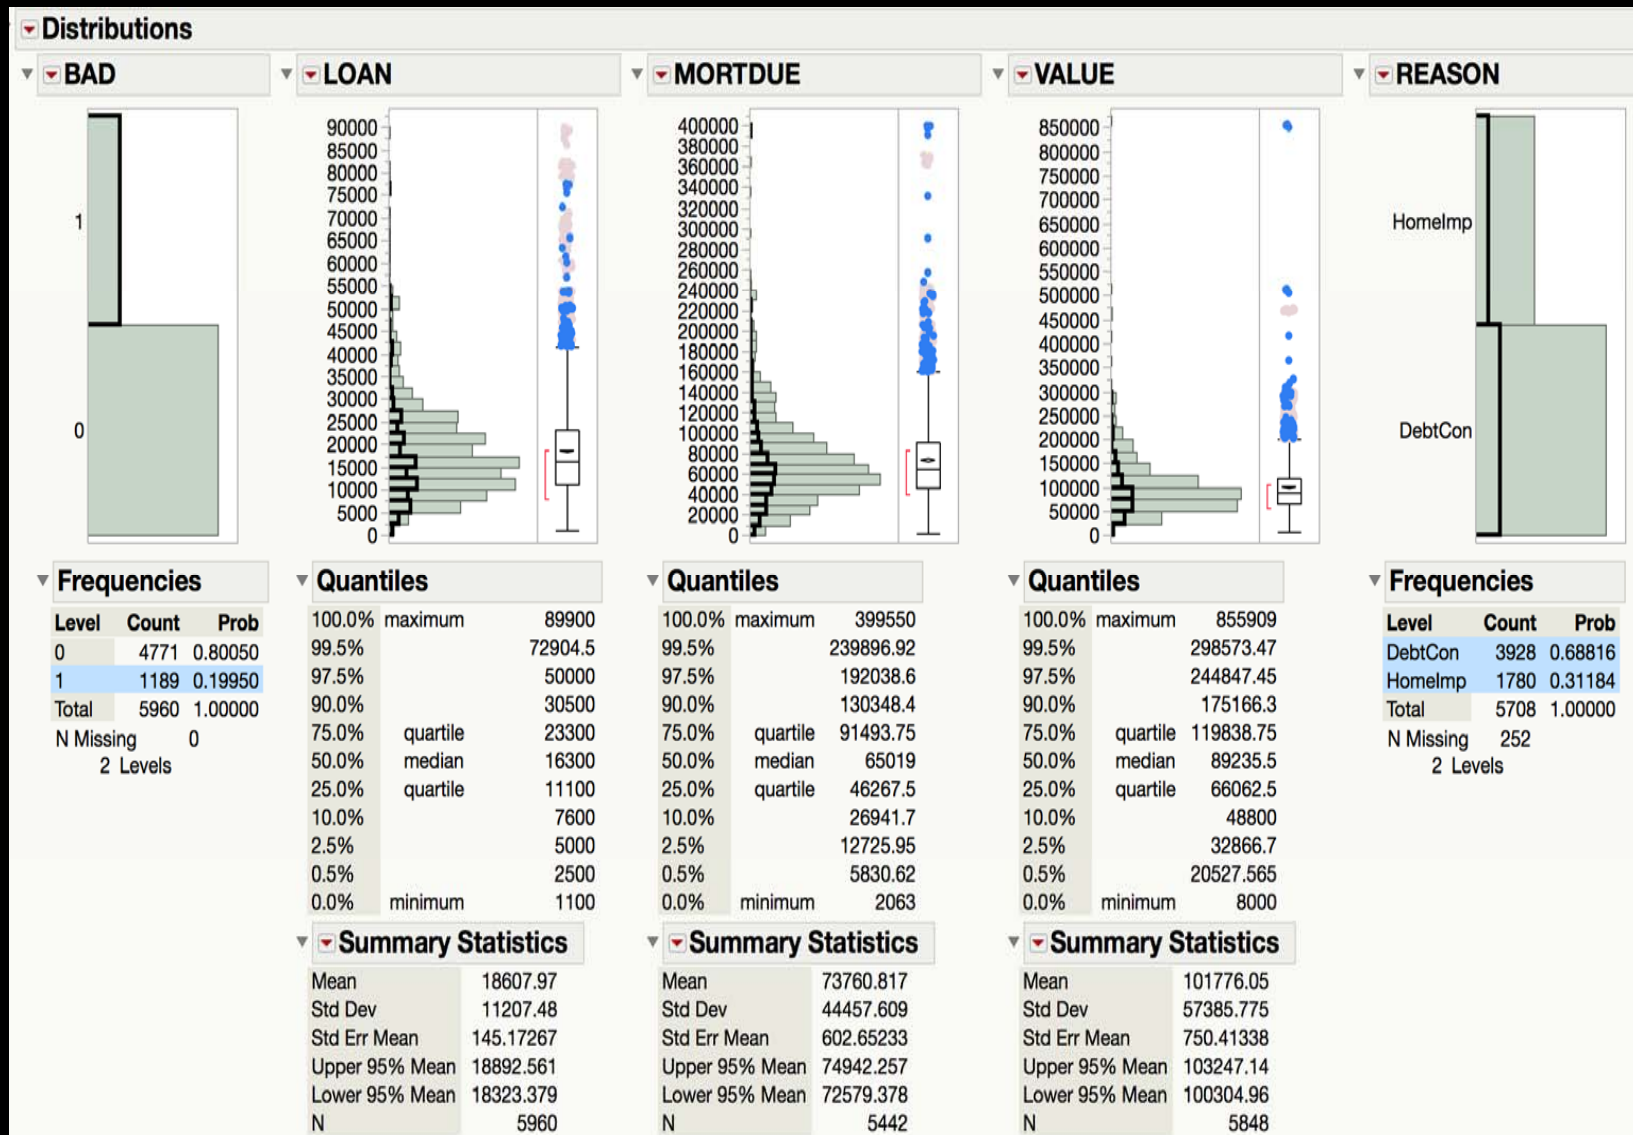 Distributions
BAD
1
0
Frequencies
Level Count Prob
0 4771 0.80050
1 1189 0.19950
Total 5960 1.00000
N Missing 0
2 Levels
LOAN
90000
85000
80000
75000
70000
65000
60000
55000
50000
45000
40000
35000
30000
25000
20000
15000
10000
5000
0
Quantiles
100.0% maximum 89900
99.5% 72904.5
97.5% 50000
90.0% 30500
75.0% quartile 23300
50.0% median 16300
25.0% quartile 11100
10.0% 7600
2.5% 5000
0.5% 2500
0.0% minimum 1100
Summary Statistics
Mean 18607.97
Std Dev 11207.48
Std Err Mean 145.17267
Upper 95% Mean 18892.561
Lower 95% Mean 18323.379
N 5960
MORTDUE
400000
380000
360000
340000
320000
300000
280000
260000
240000
220000
200000
180000
160000
140000
120000
100000
80000
60000
40000
20000
0
Quantiles
100.0% maximum 399550
99.5% 239896.92
97.5% 192038.6
90.0% 130348.4
75.0% quartile 91493.75
50.0% median 65019
25.0% quartile 46267.5
10.0% 26941.7
2.5% 12725.95
0.5% 5830.62
0.0% minimum 2063
Summary Statistics
Mean 73760.817
Std Dev 44457.609
Std Err Mean 602.65233
Upper 95% Mean 74942.257
Lower 95% Mean 72579.378
N 5442
VALUE
850000
800000
750000
700000
650000
600000
550000
500000
450000
400000
350000
300000
250000
200000
150000
100000
50000
0
Quantiles
100.0% maximum 855909
99.5% 298573.47
97.5% 244847.45
90.0% 175166.3
75.0% quartile 119838.75
50.0% median 89235.5
25.0% quartile 66062.5
10.0% 48800
2.5% 32866.7
0.5% 20527.565
0.0% minimum 8000
Summary Statistics
Mean 101776.05
Std Dev 57385.775
Std Err Mean 750.41338
Upper 95% Mean 103247.14
Lower 95% Mean 100304.96
N 5848
REASON
HomeImp
DebtCon
Frequencies
Level Count Prob
DebtCon 3928 0.68816
HomeImp 1780 0.31184
Total 5708 1.00000
N Missing 252
2 Levels